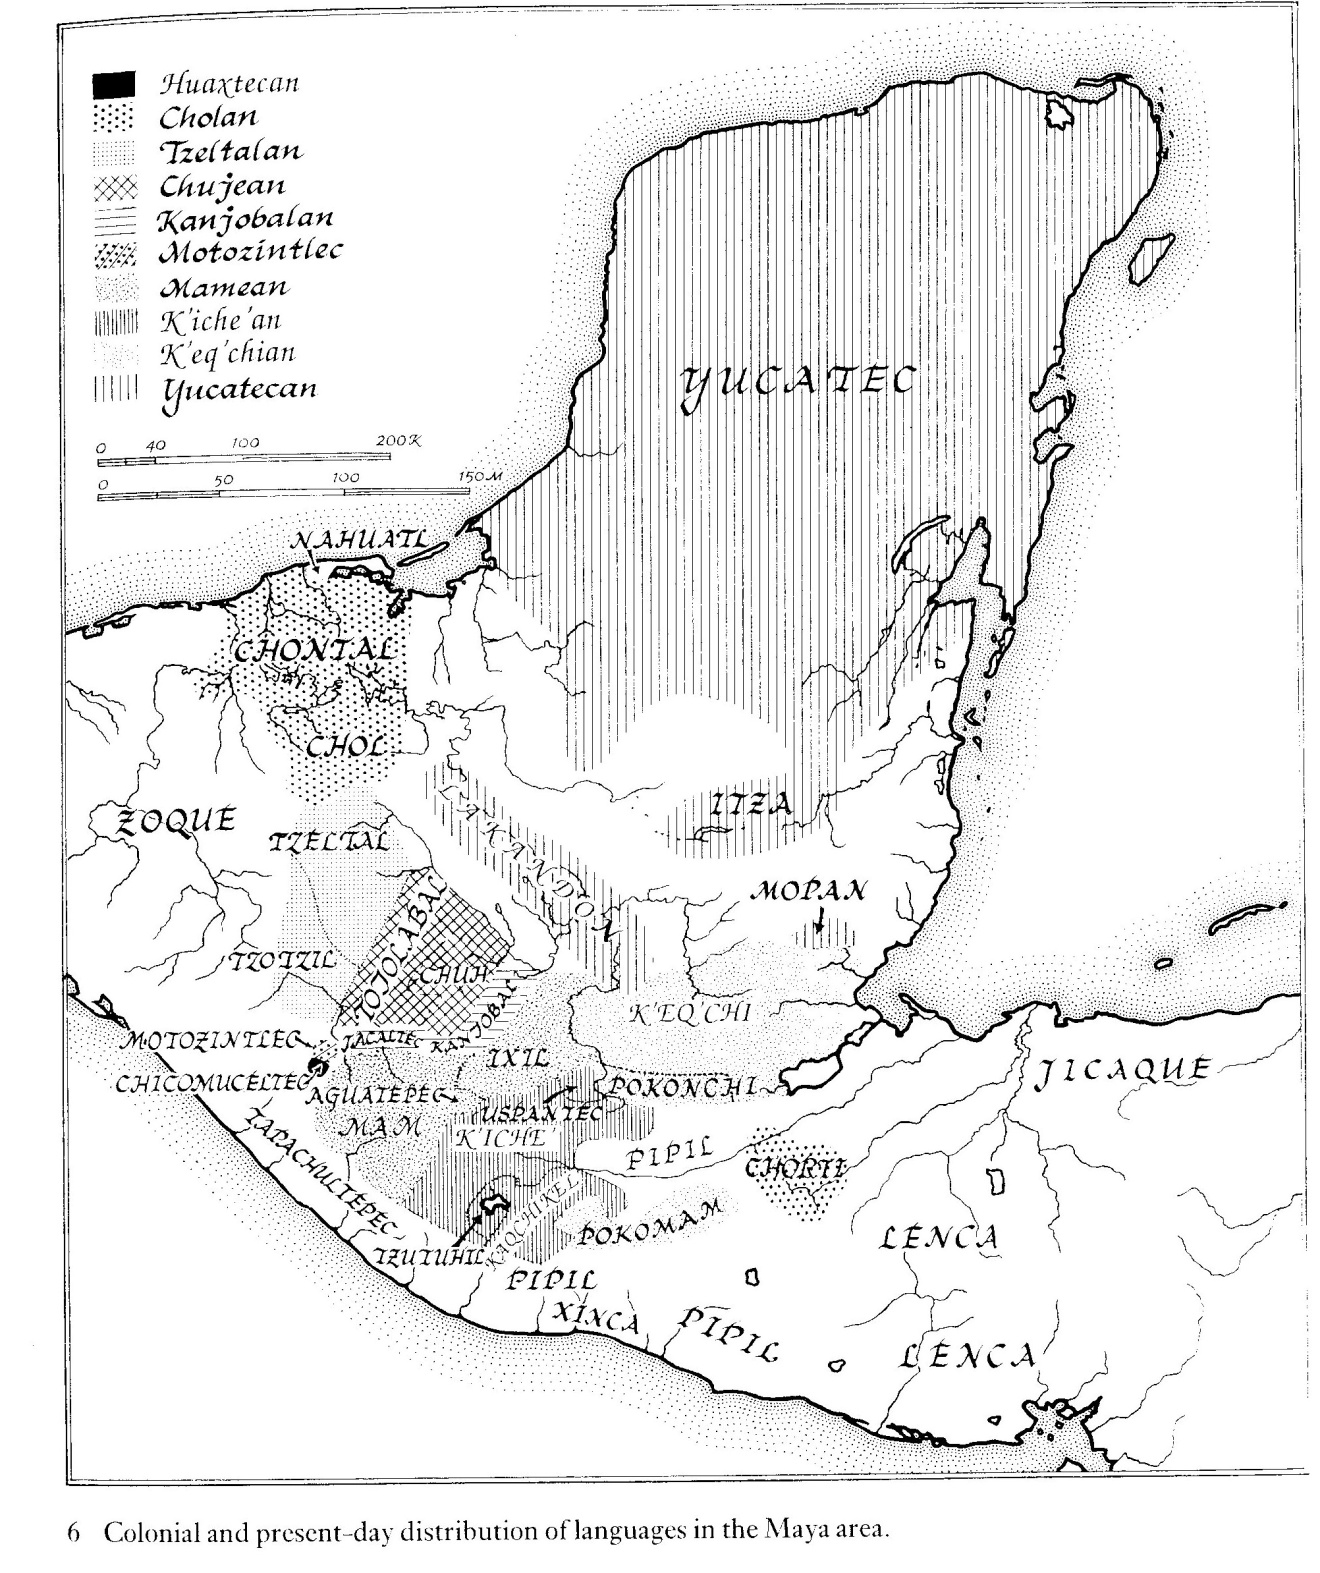 Huaxtecan
Cholan
Tzeltalan
Chujean
Kanjobalan
Motozintlec
Mamean
K'iche'an
K'eq'chian
Yucatecan
0 40 100 200K
0 50 100 150M
YUCATEC
NAHUATL
CHONTAL
CHOL
LAKANDON
ITZA
ZOQUE
TZELTAL
MOPAN
TOJOLABAL
TZOTZIL
CHUH
K'EQ'CHI
MOTOZINTLEC
JACALTEC
KANJOBAL
IXIL
JICAQUE
CHICOMUCELTEC
AGUATEPEC
POKONCHI
USPANTEC
MAM
K'ICHE'
TAPACHULTEPEC
PIPIL
CHORTI
KAQCHIKEL
POKOMAM
LENCA
TZUTUHIL
PIPIL
XINCA
PIPIL
LENCA
6 Colonial and present-day distribution of languages in the Maya area.